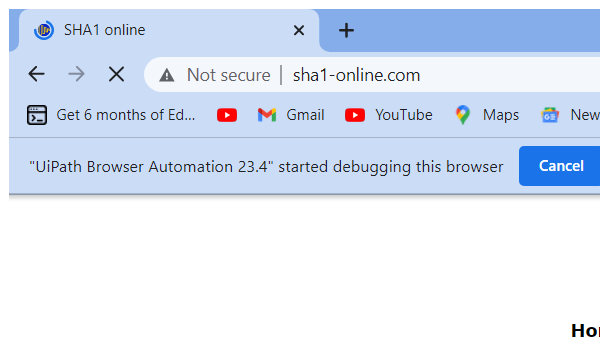 SHA1 online
Not secure sha1-online.com
Get 6 months of Ed... Gmail YouTube Maps New
"UiPath Browser Automation 23.4" started debugging this browser Cancel